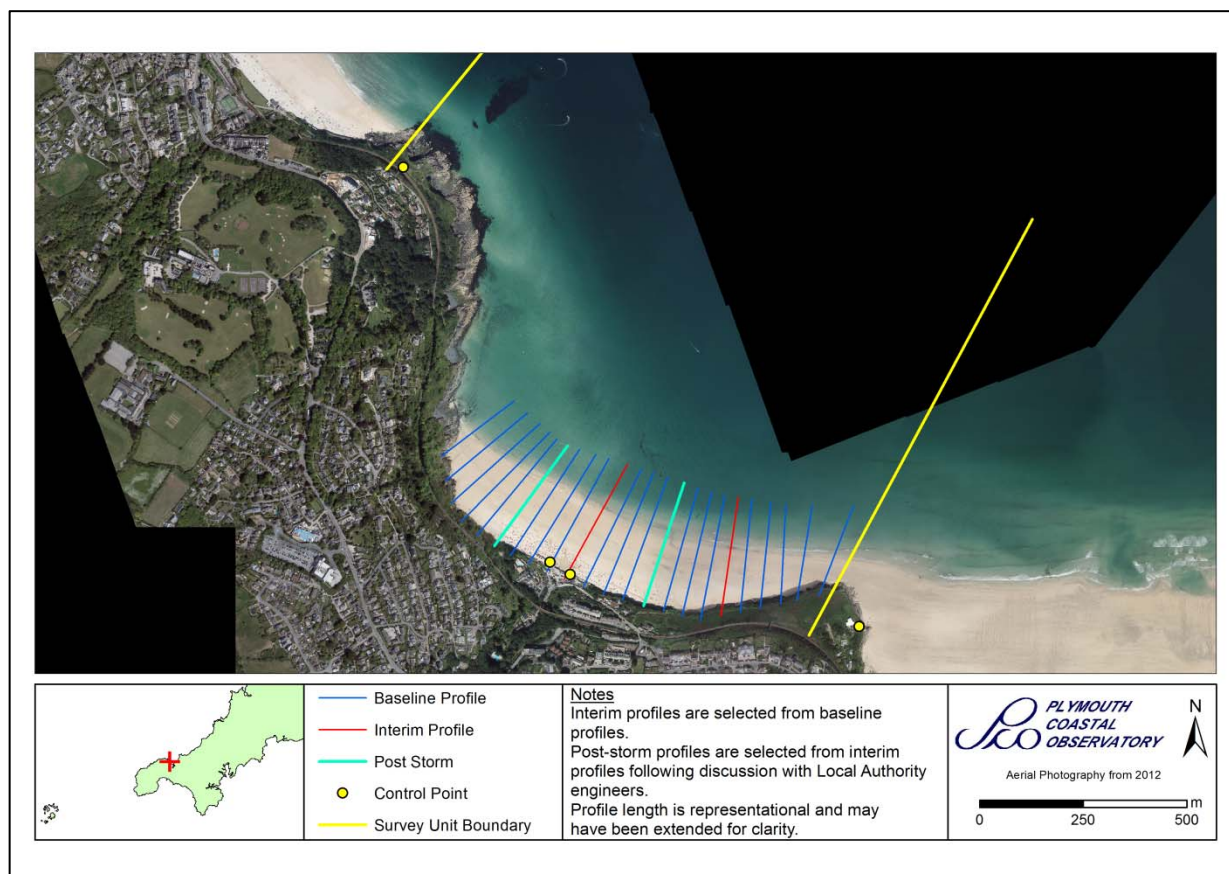 Baseline Profile
Interim Profile
Post Storm
Control Point
Survey Unit Boundary
Notes
Interim profiles are selected from baseline
profiles.
Post-storm profiles are selected from interim
profiles following discussion with Local Authority
engineers.
Profile length is representational and may
have been extended for clarity.
PLYMOUTH
COASTAL
OBSERVATORY
N
Aerial Photography from 2012
m
0 250 500